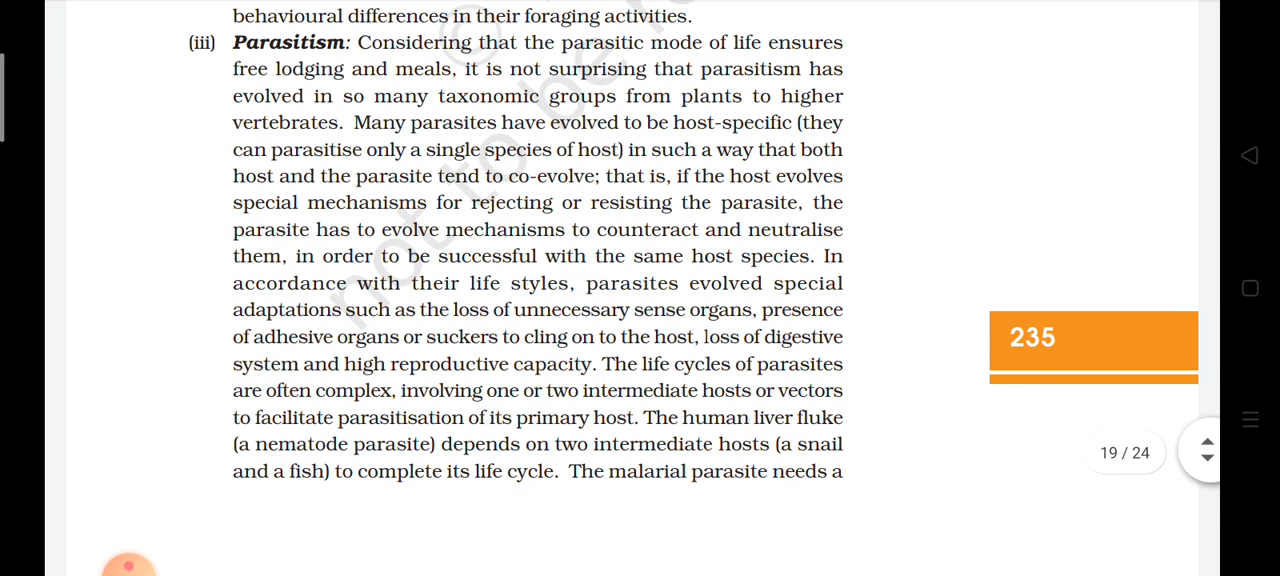 behavioural differences in their foraging activities.
(iii) Parasitism: Considering that the parasitic mode of life ensures
free lodging and meals, it is not surprising that parasitism has
evolved in so many taxonomic groups from plants to higher
vertebrates. Many parasites have evolved to be host-specific (they
can parasitise only a single species of host) in such a way that both
host and the parasite tend to co-evolve; that is, if the host evolves
special mechanisms for rejecting or resisting the parasite, the
parasite has to evolve mechanisms to counteract and neutralise
them, in order to be successful with the same host species. In
accordance with their life styles, parasites evolved special
adaptations such as the loss of unnecessary sense organs, presence
of adhesive organs or suckers to cling on to the host, loss of digestive
system and high reproductive capacity. The life cycles of parasites
are often complex, involving one or two intermediate hosts or vectors
to facilitate parasitisation of its primary host. The human liver fluke
(a nematode parasite) depends on two intermediate hosts (a snail
and a fish) to complete its life cycle. The malarial parasite needs a
235
19 / 24
©
not to be re